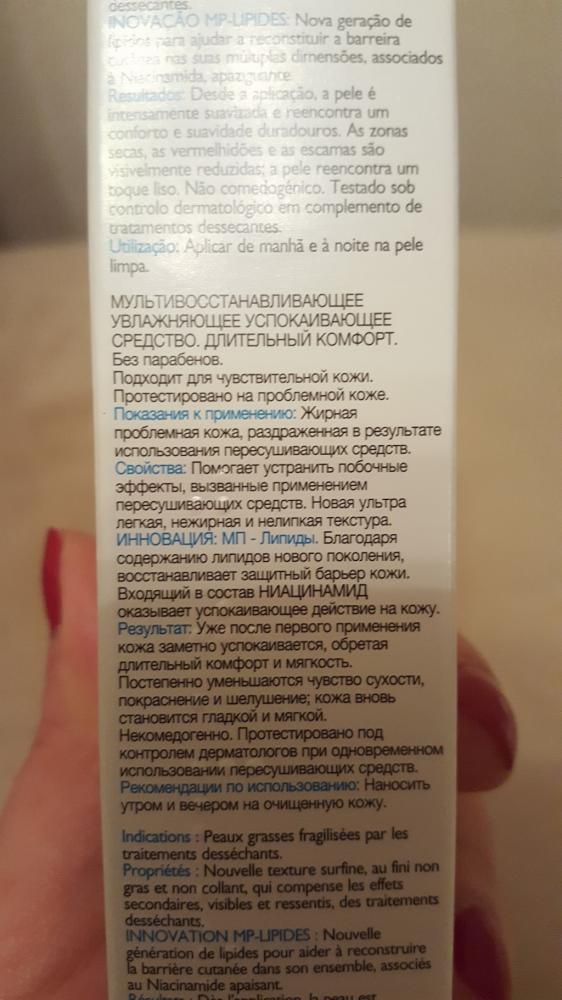 dessecantes.
INOVAÇÃO MP-LIPIDES: Nova geração de
lípidos para ajudar a reconstituir a barreira
cutânea nas suas múltiplas dimensões, associados
à Niacinamida, apaziguante.
Resultados: Desde a aplicação, a pele é
intensamente suavizada e reencontra um
conforto e suavidade duradouros. As zonas
secas, as vermelhidões e as escamas são
visivelmente reduzidas; a pele reencontra um
toque liso. Não comedogénico. Testado sob
controlo dermatológico em complemento de
tratamentos dessecantes.
Utilização: Aplicar de manhã e à noite na pele
limpa.
МУЛЬТИВОССТАНАВЛИВАЮЩЕЕ
УВЛАЖНЯЮЩЕЕ УСПОКАИВАЮЩЕЕ
СРЕДСТВО. ДЛИТЕЛЬНЫЙ КОМФОРТ.
Без парабенов.
Подходит для чувствительной кожи.
Протестировано на проблемной коже.
Показания к применению: Жирная
проблемная кожа, раздраженная в результате
использования пересушивающих средств.
Свойства: Помогает устранить побочные
эффекты, вызванные применением
пересушивающих средств. Новая ультра
легкая, нежирная и нелипкая текстура.
ИННОВАЦИЯ: МП - Липиды. Благодаря
содержанию липидов нового поколения,
восстанавливает защитный барьер кожи.
Входящий в состав НИАЦИНАМИД
оказывает успокаивающее действие на кожу.
Результат: Уже после первого применения
кожа заметно успокаивается, обретая
длительный комфорт и мягкость.
Постепенно уменьшаются чувство сухости,
покраснение и шелушение; кожа вновь
становится гладкой и мягкой.
Некомедогенно. Протестировано под
контролем дерматологов при одновременном
использовании пересушивающих средств.
Рекомендации по использованию: Наносить
утром и вечером на очищенную кожу.
Indications : Peaux grasses fragilisées par les
traitements desséchants.
Propriétés : Nouvelle texture surfine, au fini non
gras et non collant, qui compense les effets
secondaires, visibles et ressentis, des traitements
desséchants.
INNOVATION MP-LIPIDES : Nouvelle
génération de lipides pour aider à reconstruire
la barrière cutanée dans son ensemble, associés
au Niacinamide apaisant.
Résultats : Dès l'application, la peau est